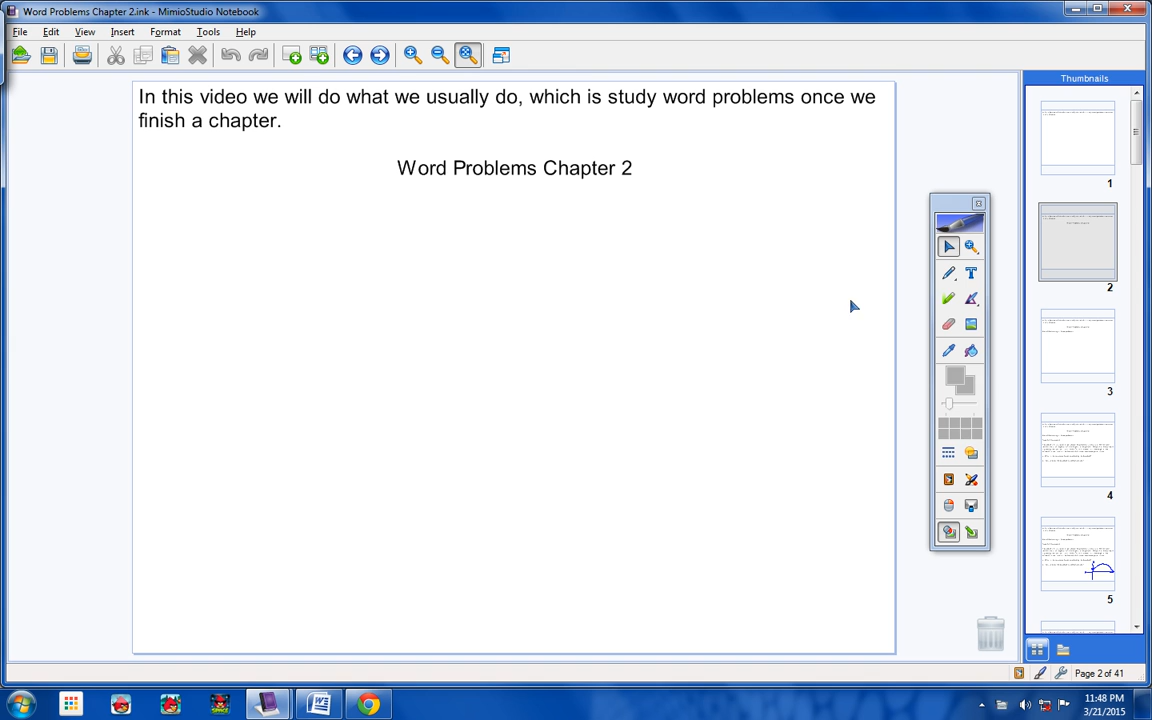 Word Problems Chapter 2.ink - MimioStudio Notebook
File Edit View Insert Format Tools Help
In this video we will do what we usually do, which is study word problems once we
finish a chapter.
Word Problems Chapter 2
Thumbnails
1
2
3
4
5
Page 2 of 41
11:48 PM
3/21/2015